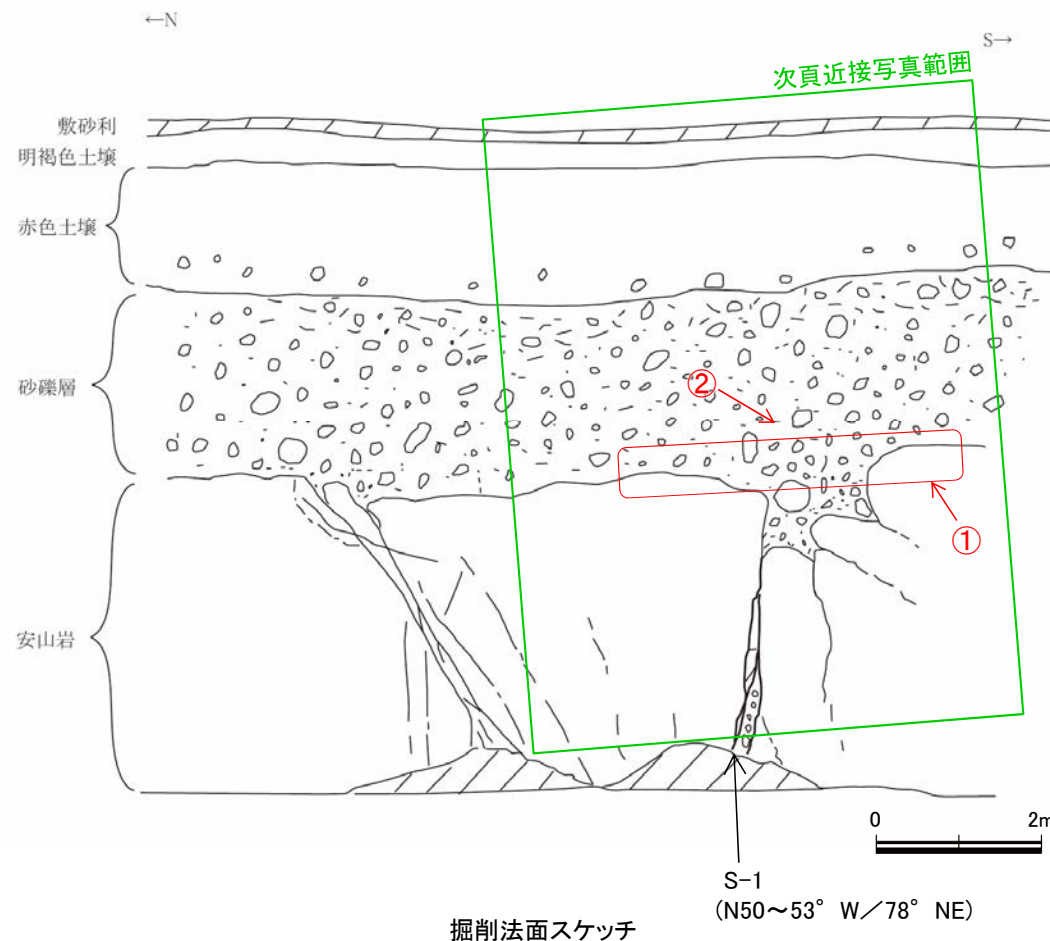 ←N
S→
次頁近接写真範囲
敷砂利
明褐色土壌
赤色土壌
砂礫層
②
①
安山岩
0 2m
S-1
(N50～53° W／78° NE)
掘削法面スケッチ